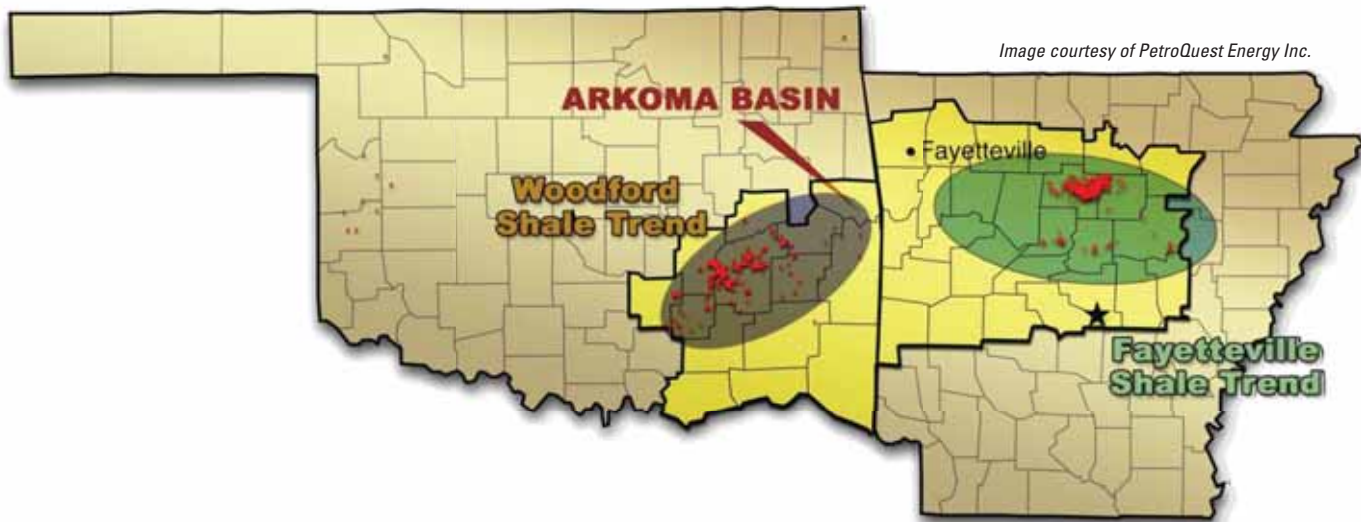 Image courtesy of PetroQuest Energy Inc.
ARKOMA BASIN
Fayetteville
Woodford
Shale Trend
Fayetteville
Shale Trend